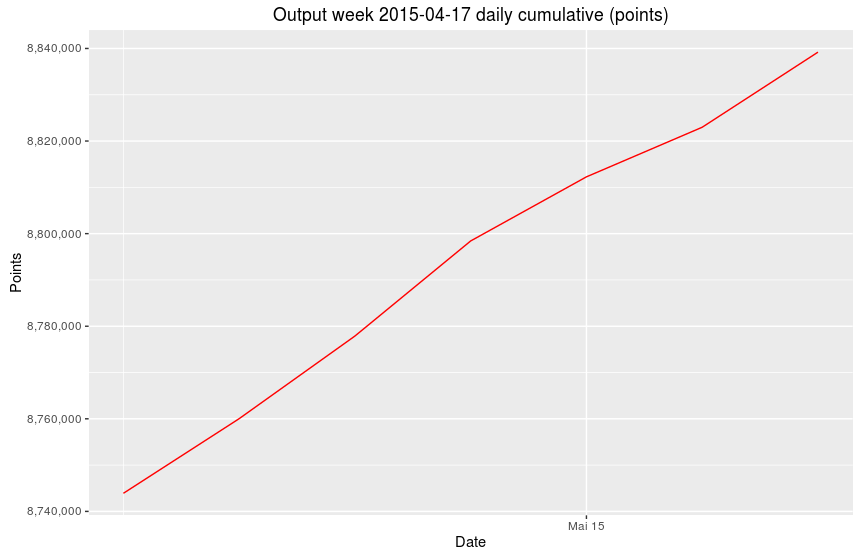 Output week 2015-04-17 daily cumulative (points)
8,840,000
8,820,000
8,800,000
8,780,000
8,760,000
8,740,000
Points
Mai 15
Date